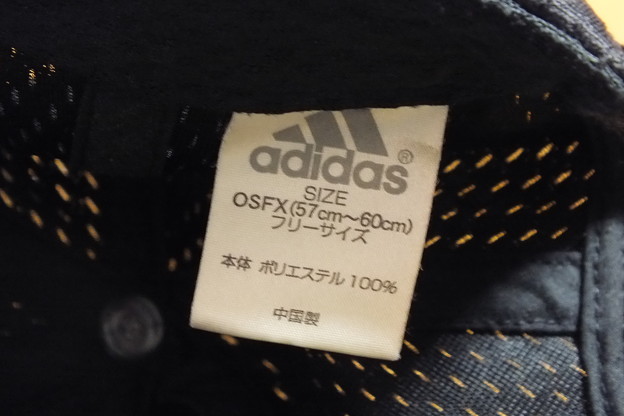 adidas®
SIZE
OSFX(57cm～60cm)
フリーサイズ
本体 ポリエステル 100%
中国製